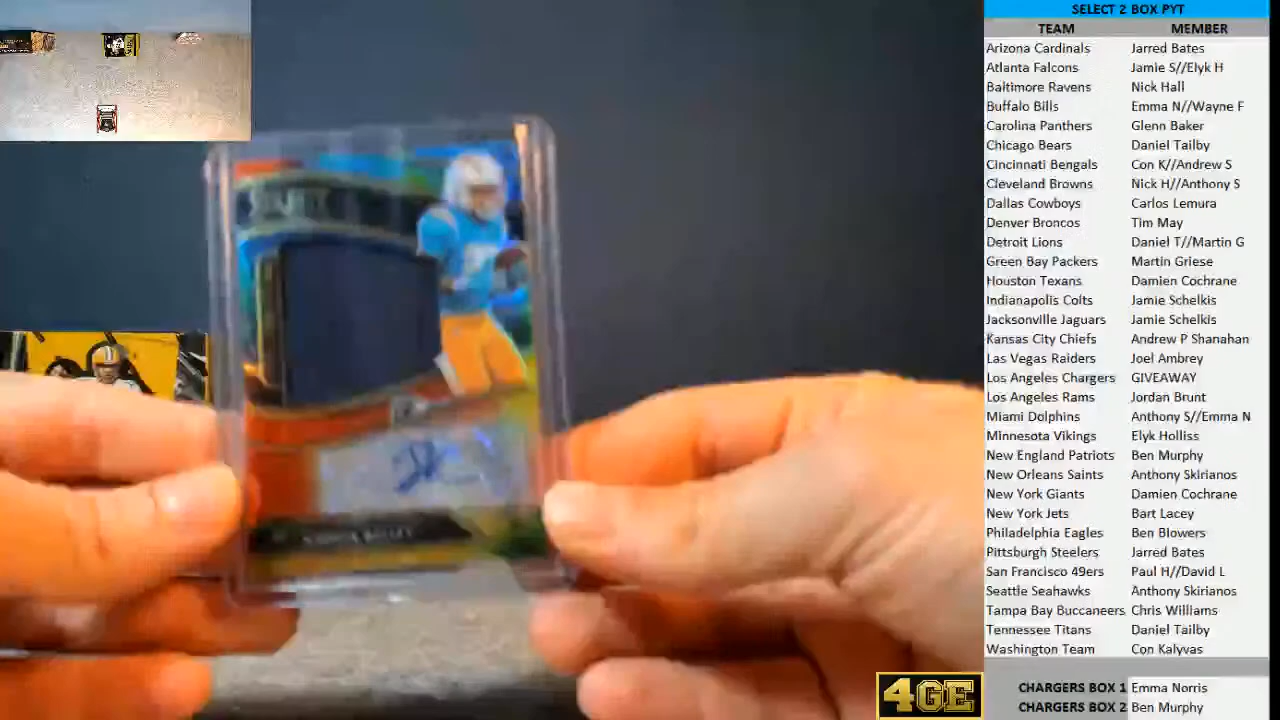 SELECT 2 BOX PYT
TEAM MEMBER
Arizona Cardinals Jarred Bates
Atlanta Falcons Jamie S//Elyk H
Baltimore Ravens Nick Hall
Buffalo Bills Emma N//Wayne F
Carolina Panthers Glenn Baker
Chicago Bears Daniel Tailby
Cincinnati Bengals Con K//Andrew S
Cleveland Browns Nick H//Anthony S
Dallas Cowboys Carlos Lemura
Denver Broncos Tim May
Detroit Lions Daniel T//Martin G
Green Bay Packers Martin Griese
Houston Texans Damien Cochrane
Indianapolis Colts Jamie Schelkis
Jacksonville Jaguars Jamie Schelkis
Kansas City Chiefs Andrew P Shanahan
Las Vegas Raiders Joel Ambrey
Los Angeles Chargers GIVEAWAY
Los Angeles Rams Jordan Brunt
Miami Dolphins Anthony S//Emma N
Minnesota Vikings Elyk Holliss
New England Patriots Ben Murphy
New Orleans Saints Anthony Skirianos
New York Giants Damien Cochrane
New York Jets Bart Lacey
Philadelphia Eagles Ben Blowers
Pittsburgh Steelers Jarred Bates
San Francisco 49ers Paul H//David L
Seattle Seahawks Anthony Skirianos
Tampa Bay Buccaneers Chris Williams
Tennessee Titans Daniel Tailby
Washington Team Con Kalyvas
CHARGERS BOX 1 Emma Norris
CHARGERS BOX 2 Ben Murphy
4GE